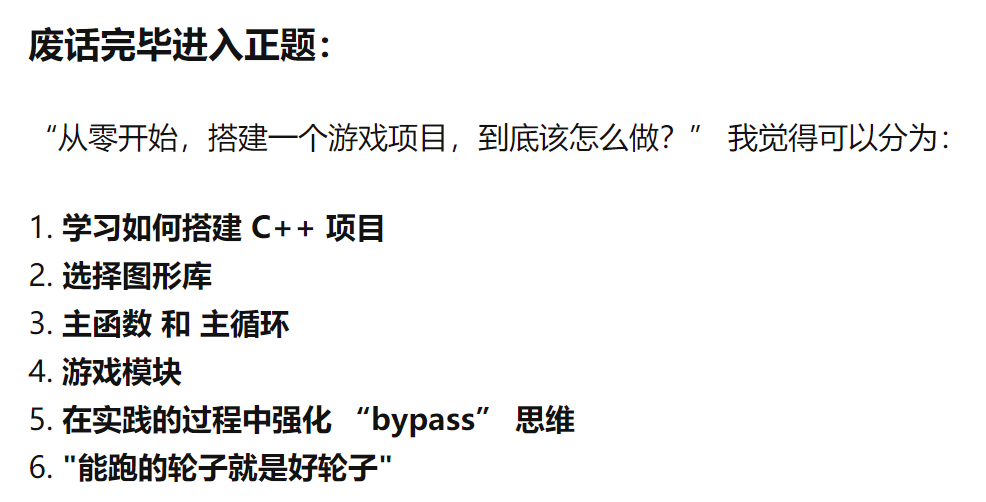 废话完毕进入正题：
“从零开始，搭建一个游戏项目，到底该怎么做？” 我觉得可以分为：
1. 学习如何搭建 C++ 项目
2. 选择图形库
3. 主函数 和 主循环
4. 游戏模块
5. 在实践的过程中强化 “bypass” 思维
6. "能跑的轮子就是好轮子"